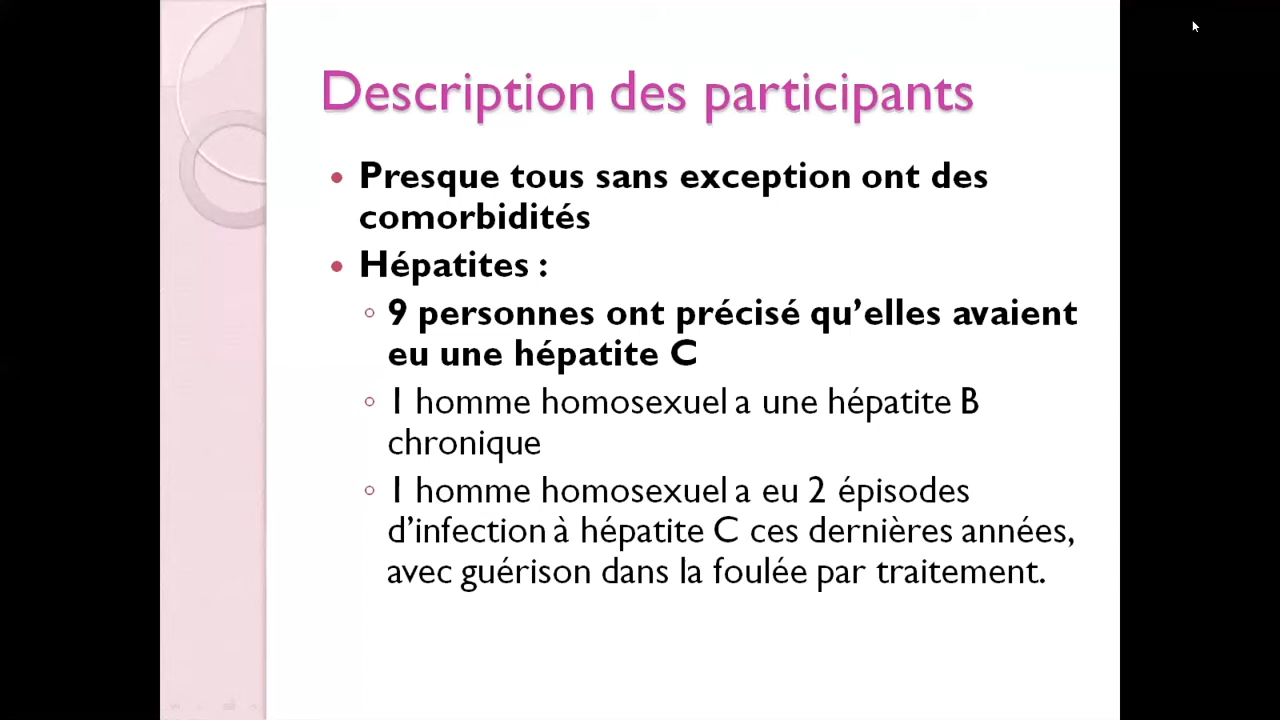 Description des participants
• Presque tous sans exception ont des
comorbidités
• Hépatites :
◦ 9 personnes ont précisé qu’elles avaient
eu une hépatite C
◦ 1 homme homosexuel a une hépatite B
chronique
◦ 1 homme homosexuel a eu 2 épisodes
d’infection à hépatite C ces dernières années,
avec guérison dans la foulée par traitement.